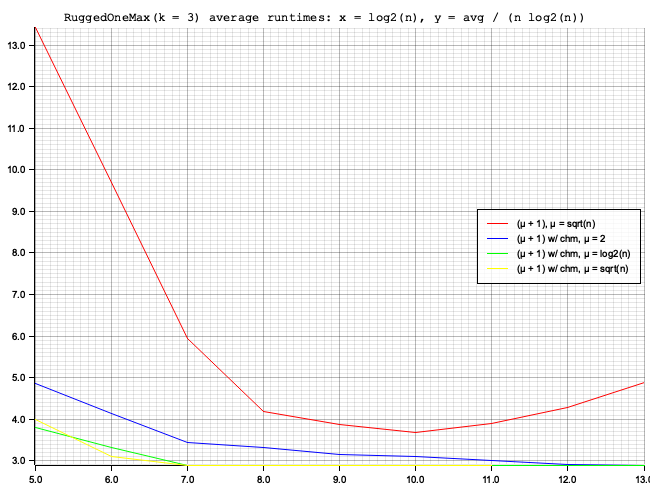 RuggedOneMax(k = 3) average runtimes: x = log2(n), y = avg / (n log2(n))
13.0
12.0
11.0
10.0
9.0
8.0
7.0
6.0
5.0
4.0
3.0
(μ + 1), μ = sqrt(n)
(μ + 1) w/ chm, μ = 2
(μ + 1) w/ chm, μ = log2(n)
(μ + 1) w/ chm, μ = sqrt(n)
5.0 6.0 7.0 8.0 9.0 10.0 11.0 12.0 13.0